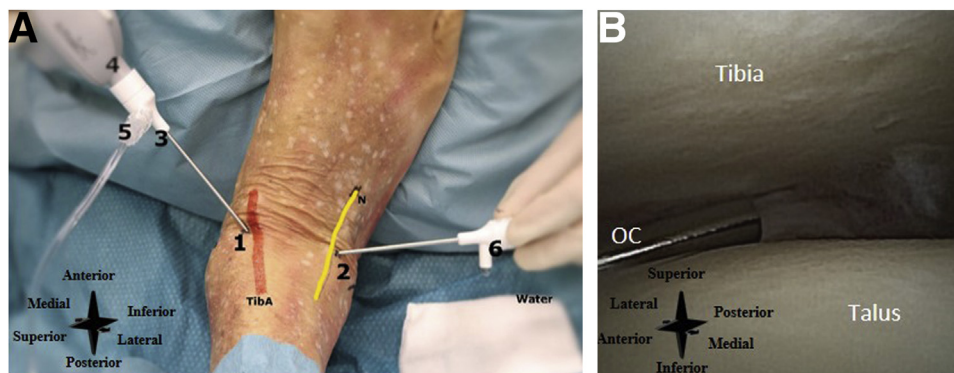 A
4
5
3
N
1
2
6
TibA
Water
Anterior
Medial
Inferior
Superior
Lateral
Posterior
B
Tibia
OC
Talus
Superior
Lateral
Posterior
Anterior
Medial
Inferior